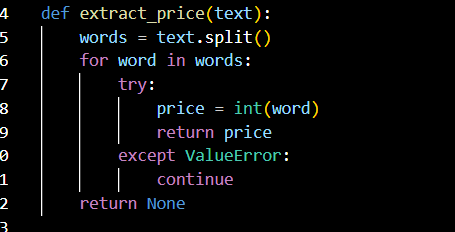 4 def extract_price(text):
5     words = text.split()
6     for word in words:
7         try:
8             price = int(word)
9             return price
0         except ValueError:
1             continue
2     return None
3